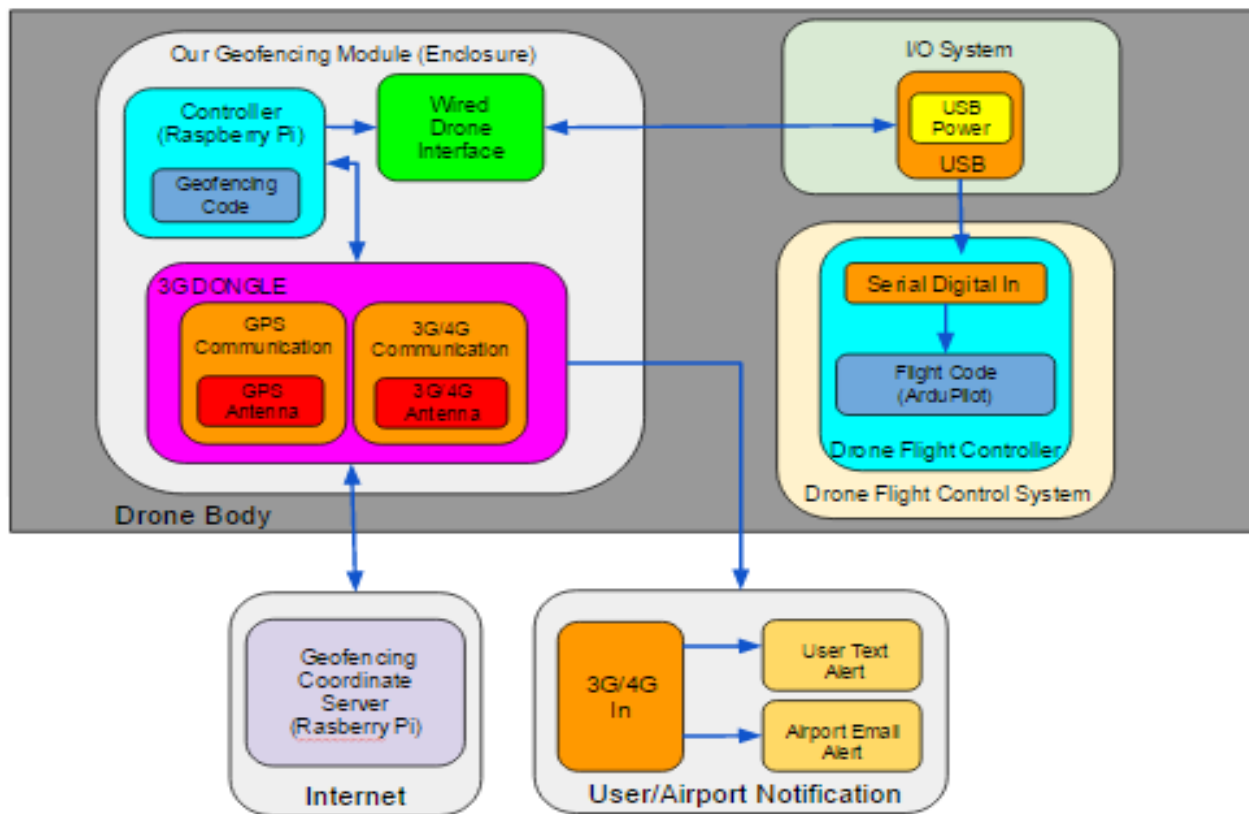 Our Geofencing Module (Enclosure)
Controller
(Raspberry Pi)
Geofencing
Code
Wired
Drone
Interface
3G DONGLE
GPS
Communication
GPS
Antenna
3G/4G
Communication
3G/4G
Antenna
I/O System
USB
Power
USB
Serial Digital In
Flight Code
(ArduPilot)
Drone Flight Controller
Drone Flight Control System
Drone Body
Geofencing
Coordinate
Server
(Rasberry Pi)
Internet
3G/4G
In
User Text
Alert
Airport Email
Alert
User/Airport Notification